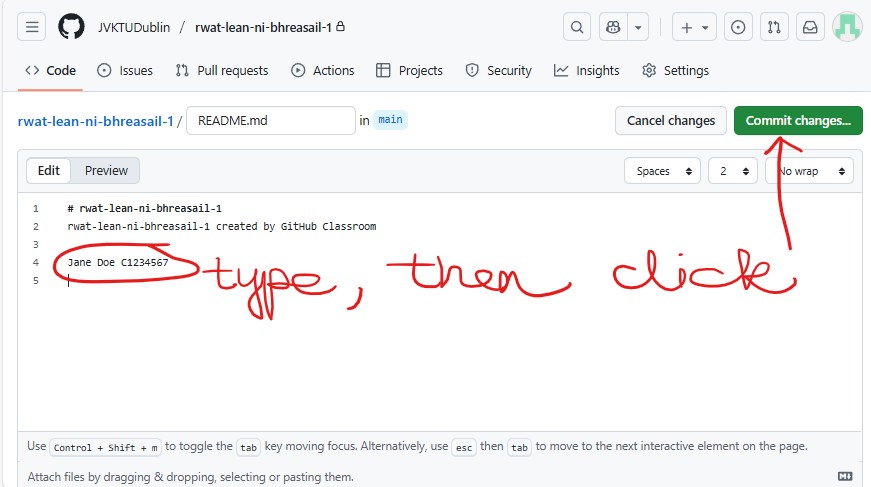 JVKTUDublin / rwat-lean-ni-bhreasail-1
Code Issues Pull requests Actions Projects Security Insights Settings
rwat-lean-ni-bhreasail-1 / README.md in main Cancel changes Commit changes...
Edit Preview Spaces 2 No wrap
1 # rwat-lean-ni-bhreasail-1
2 rwat-lean-ni-bhreasail-1 created by GitHub Classroom
3
4 Jane Doe C1234567
5
type, then click
Use Control + Shift + m to toggle the tab key moving focus. Alternatively, use esc then tab to move to the next interactive element on the page.
Attach files by dragging & dropping, selecting or pasting them.